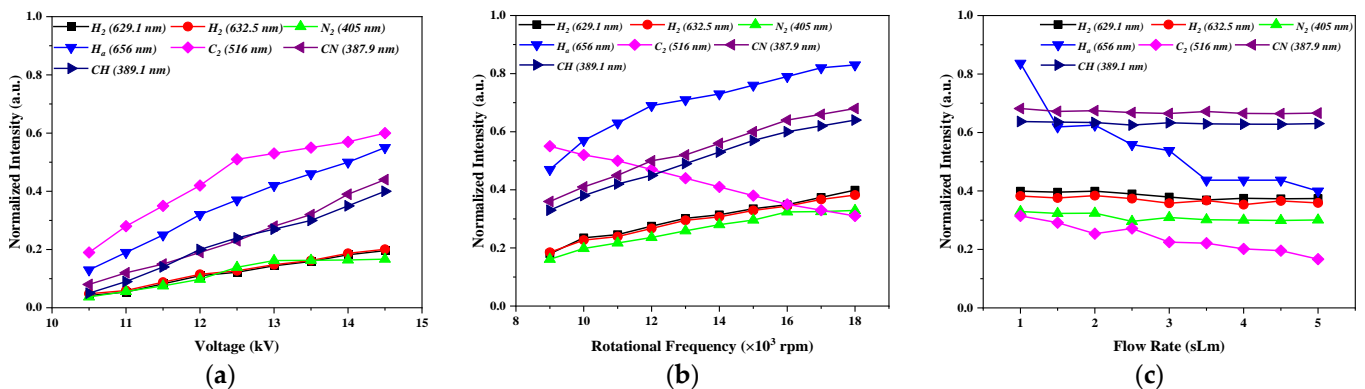 H₂ (629.1 nm) H₂ (632.5 nm) N₂ (405 nm)
Hₐ (656 nm) C₂ (516 nm) CN (387.9 nm)
CH (389.1 nm)
1.0
0.8
0.6
0.4
0.2
0.0
Normalized Intensity (a.u.)
10 11 12 13 14 15
Voltage (kV)
(a)
H₂ (629.1 nm) H₂ (632.5 nm) N₂ (405 nm)
Hₐ (656 nm) C₂ (516 nm) CN (387.9 nm)
CH (389.1 nm)
1.0
0.8
0.6
0.4
0.2
0.0
Normalized Intensity (a.u.)
8 10 12 14 16 18
Rotational Frequency (×10³ rpm)
(b)
H₂ (629.1 nm) H₂ (632.5 nm) N₂ (405 nm)
Hₐ (656 nm) C₂ (516 nm) CN (387.9 nm)
CH (389.1 nm)
1.0
0.8
0.6
0.4
0.2
0.0
Normalized Intensity (a.u.)
1 2 3 4 5
Flow Rate (sLm)
(c)